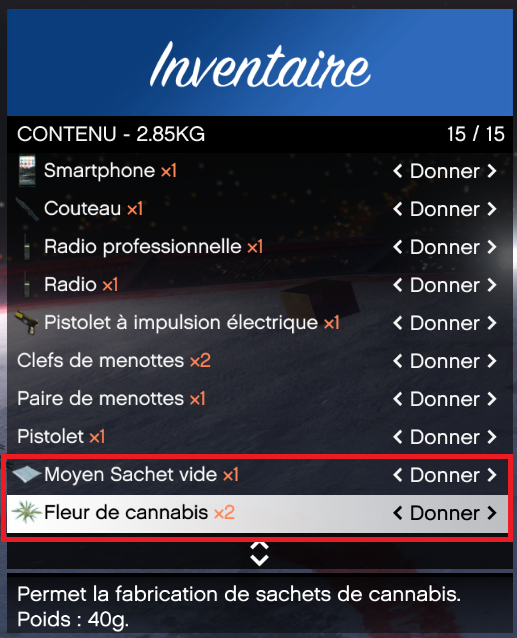 Inventaire
CONTENU - 2.85KG 15 / 15
Smartphone x1 < Donner >
Couteau x1 < Donner >
Radio professionnelle x1 < Donner >
Radio x1 < Donner >
Pistolet à impulsion électrique x1 < Donner >
Clefs de menottes x2 < Donner >
Paire de menottes x1 < Donner >
Pistolet x1 < Donner >
Moyen Sachet vide x1 < Donner >
Fleur de cannabis x2 < Donner >
Permet la fabrication de sachets de cannabis.
Poids : 40g.